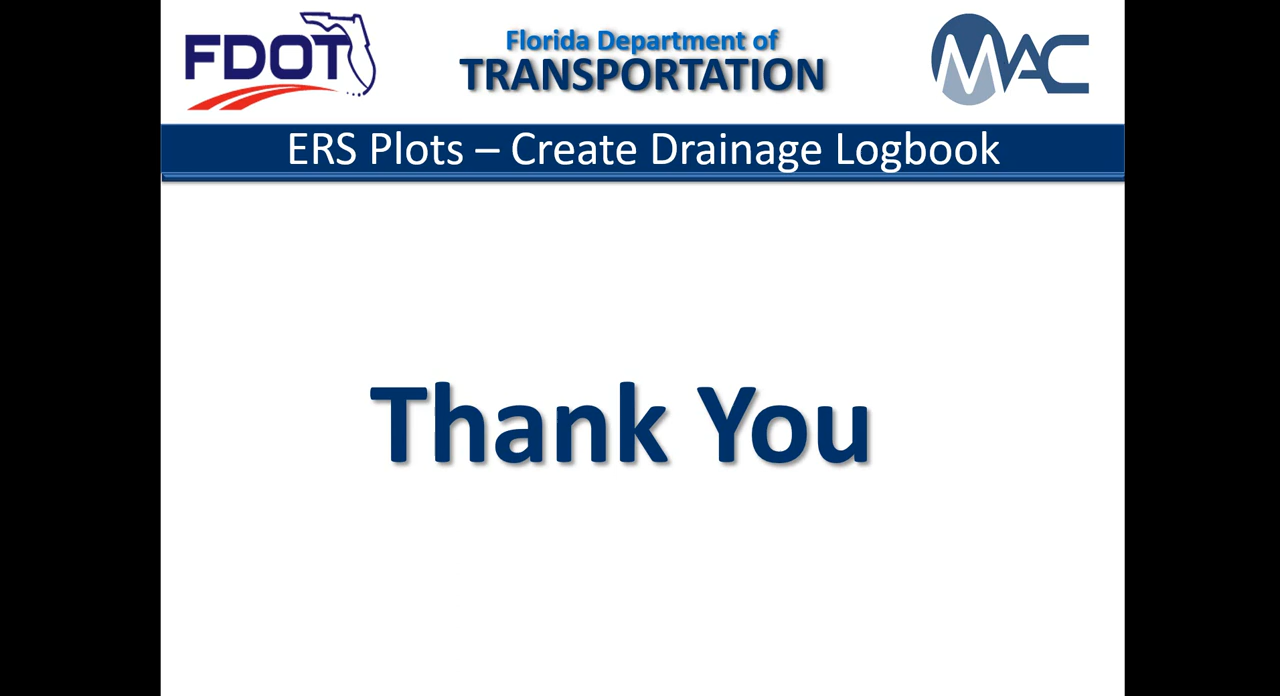 FDOT
Florida Department of
TRANSPORTATION
MAC
ERS Plots – Create Drainage Logbook
Thank You